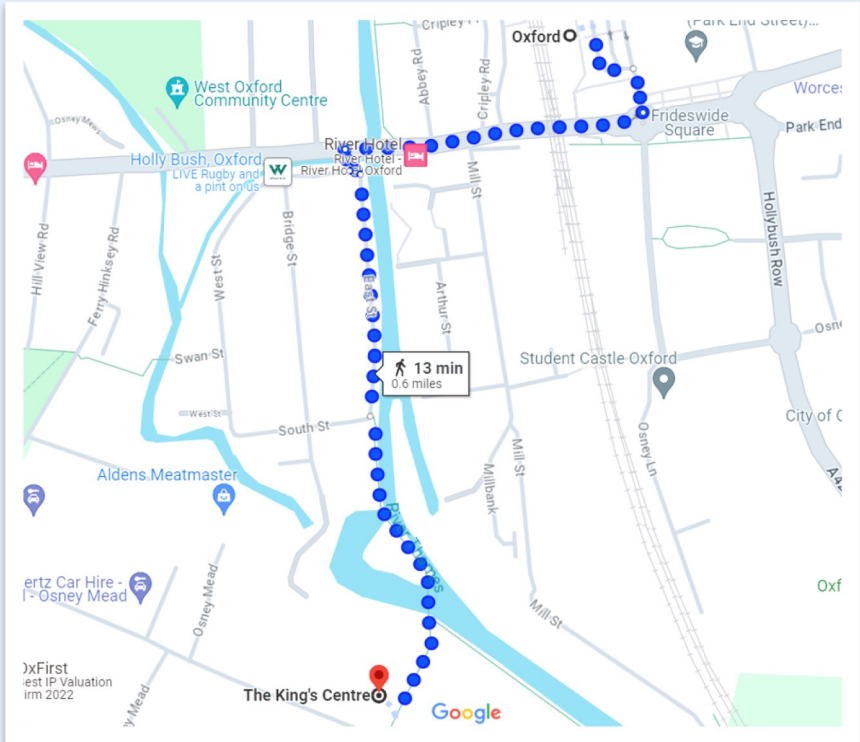 Cripley Pl
(Park End Street)...
Oxford
Abbey Rd
Cripley Rd
West Oxford
Community Centre
Osney Mews
Worces
Frideswide
Square
Park End
River Hotel
River Hotel -
River Hotel Oxford
Holly Bush, Oxford
LIVE Rugby and
a pint on us
Mill St
Hollybush Row
Hill View Rd
Ferry Hinksey Rd
West St
Bridge St
East St
Arthur St
Osne
Swan St
13 min
0.6 miles
Student Castle Oxford
West St
South St
City of O
Osney Ln
Mill St
Millbank
Aldens Meatmaster
A42
River Thames
ertz Car Hire -
l - Osney Mead
Osney Mead
Oxf
Mill St
OxFirst
Best IP Valuation
irm 2022
y Mead
The King's Centre
Google